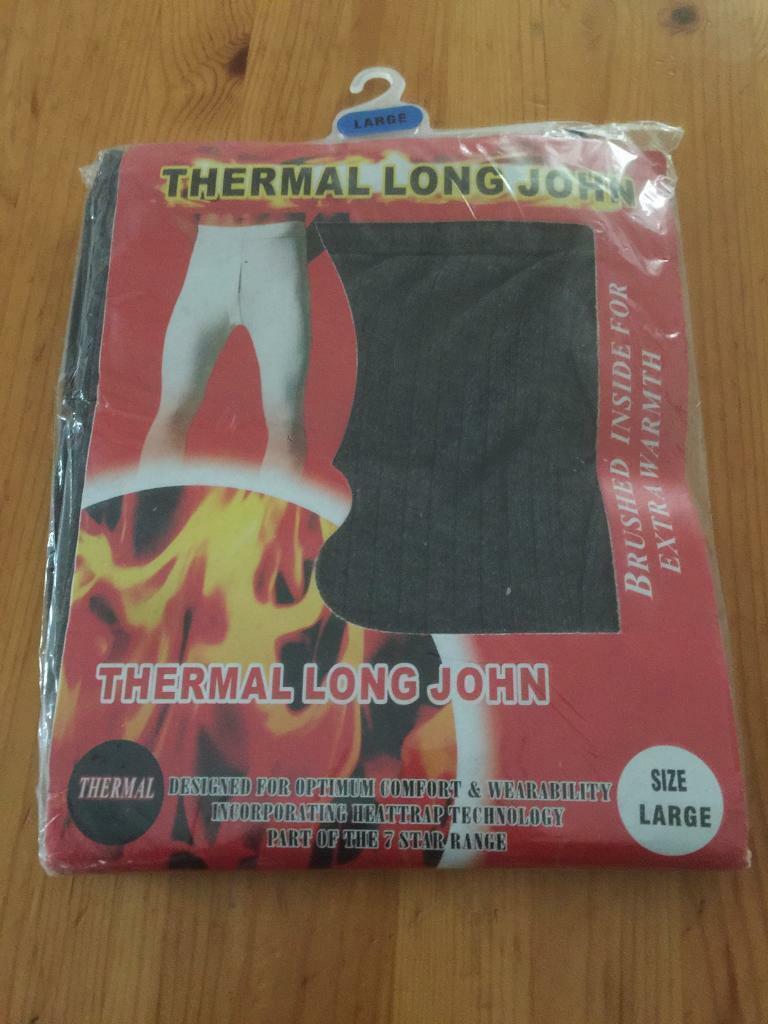 LARGE
THERMAL LONG JOHN
BRUSHED INSIDE FOR
EXTRA WARMTH
THERMAL LONG JOHN
THERMAL
DESIGNED FOR OPTIMUM COMFORT & WEARABILITY
INCORPORATING HEATTRAP TECHNOLOGY
PART OF THE 7 STAR RANGE
SIZE
LARGE